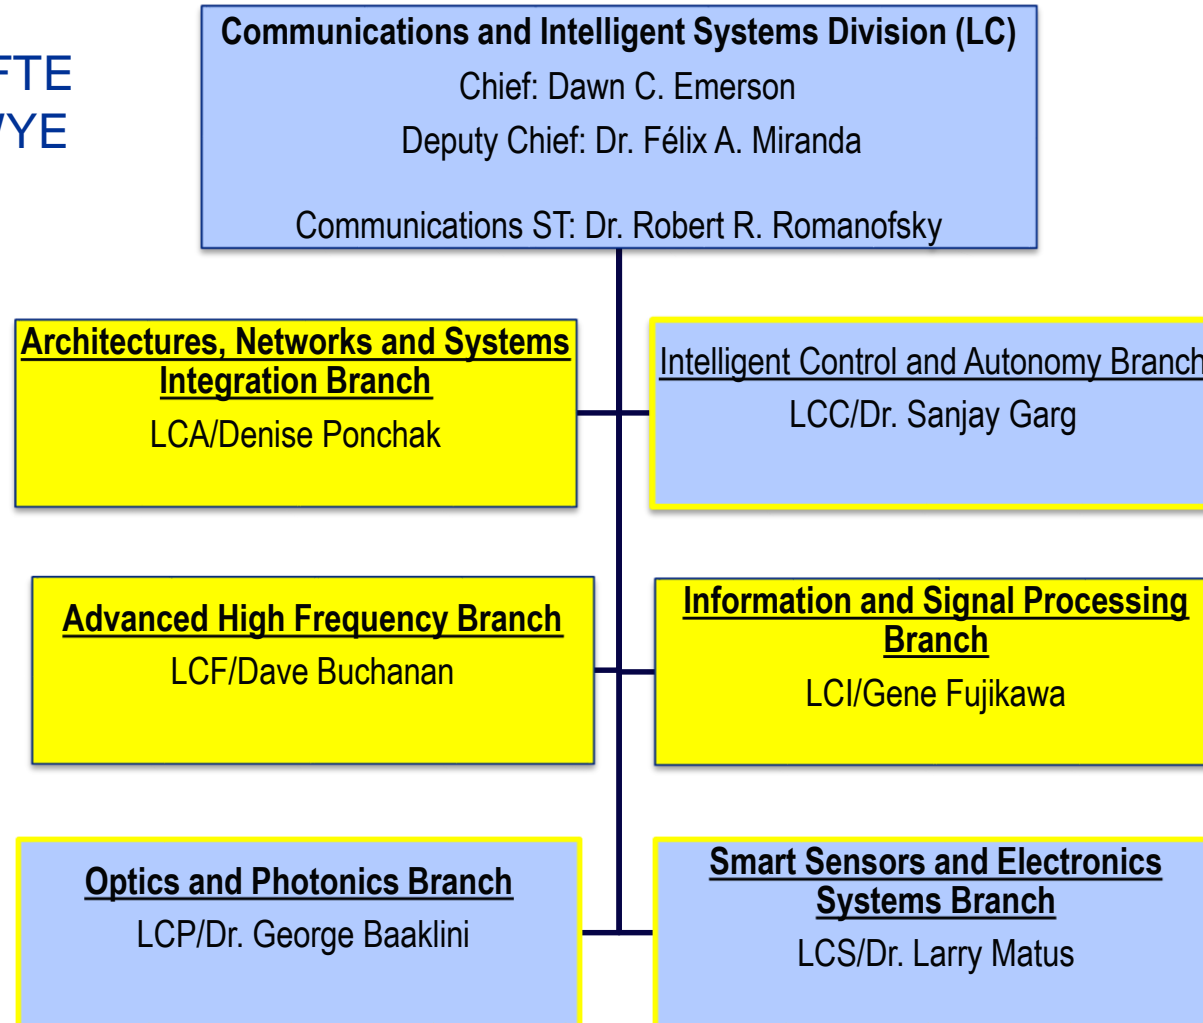 FTE
WYE
Communications and Intelligent Systems Division (LC)
Chief: Dawn C. Emerson
Deputy Chief: Dr. Félix A. Miranda
Communications ST: Dr. Robert R. Romanofsky
Architectures, Networks and Systems
Integration Branch
LCA/Denise Ponchak
Intelligent Control and Autonomy Branch
LCC/Dr. Sanjay Garg
Advanced High Frequency Branch
LCF/Dave Buchanan
Information and Signal Processing
Branch
LCI/Gene Fujikawa
Optics and Photonics Branch
LCP/Dr. George Baaklini
Smart Sensors and Electronics
Systems Branch
LCS/Dr. Larry Matus